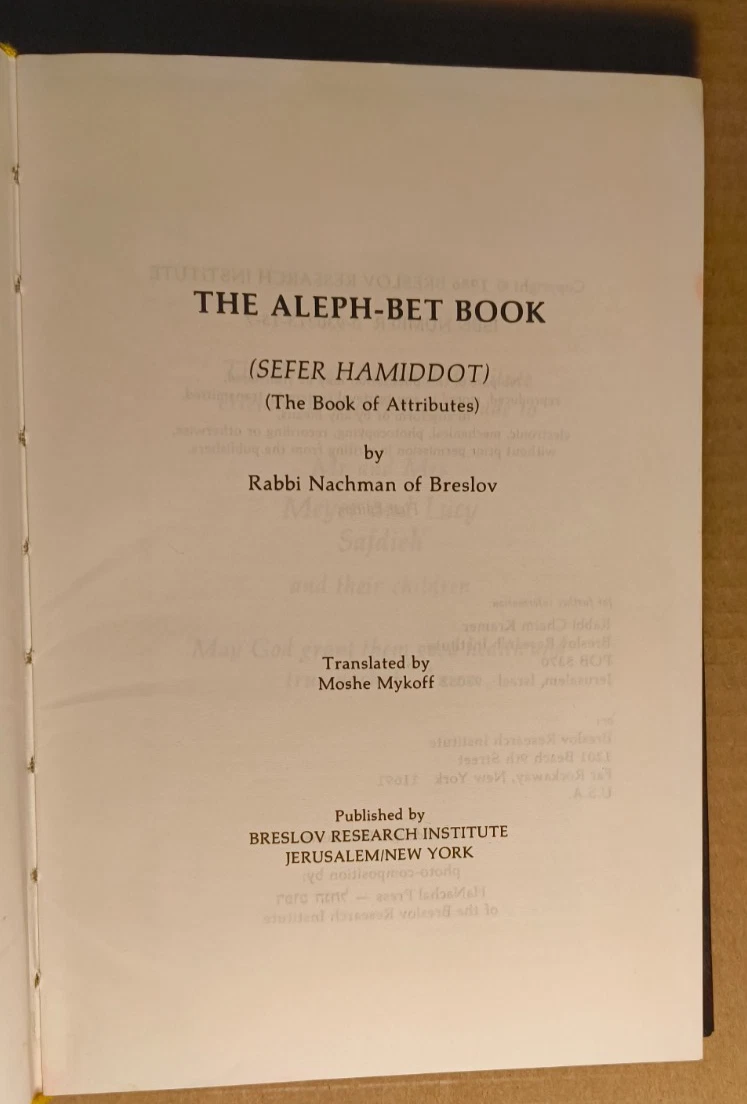 THE ALEPH-BET BOOK
(SEFER HAMIDDOT)
(The Book of Attributes)
by
Rabbi Nachman of Breslov
Translated by
Moshe Mykoff
Published by
BRESLOV RESEARCH INSTITUTE
JERUSALEM/NEW YORK